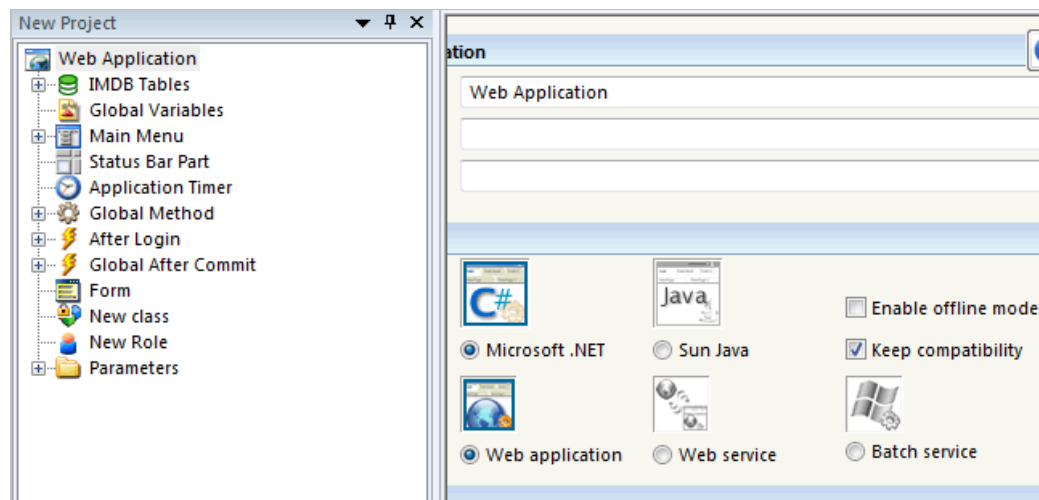 New Project
Web Application
IMDB Tables
Global Variables
Main Menu
Status Bar Part
Application Timer
Global Method
After Login
Global After Commit
Form
New class
New Role
Parameters
ation
Web Application
C#
Java
Enable offline mode
Microsoft .NET
Sun Java
Keep compatibility
Web application
Web service
Batch service